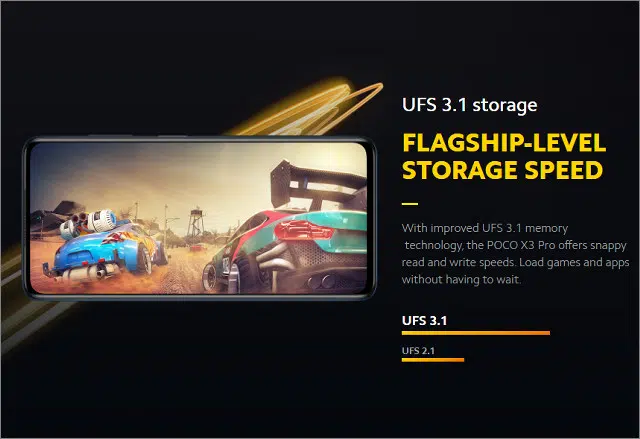 UFS 3.1 storage
FLAGSHIP-LEVEL
STORAGE SPEED
With improved UFS 3.1 memory
technology, the POCO X3 Pro offers snappy
read and write speeds. Load games and apps
without having to wait.
UFS 3.1
UFS 2.1